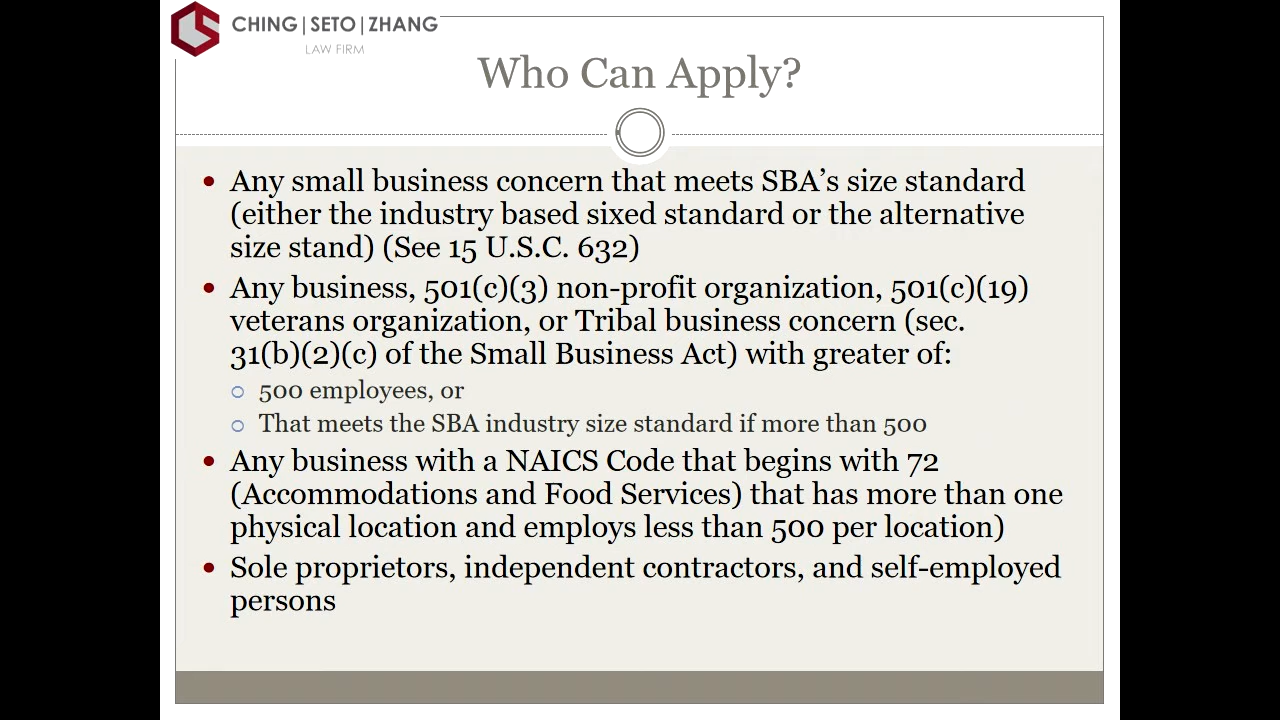 CHING|SETO|ZHANG
LAW FIRM
Who Can Apply?
• Any small business concern that meets SBA’s size standard
(either the industry based sixed standard or the alternative
size stand) (See 15 U.S.C. 632)
• Any business, 501(c)(3) non-profit organization, 501(c)(19)
veterans organization, or Tribal business concern (sec.
31(b)(2)(c) of the Small Business Act) with greater of:
○ 500 employees, or
○ That meets the SBA industry size standard if more than 500
• Any business with a NAICS Code that begins with 72
(Accommodations and Food Services) that has more than one
physical location and employs less than 500 per location)
• Sole proprietors, independent contractors, and self-employed
persons